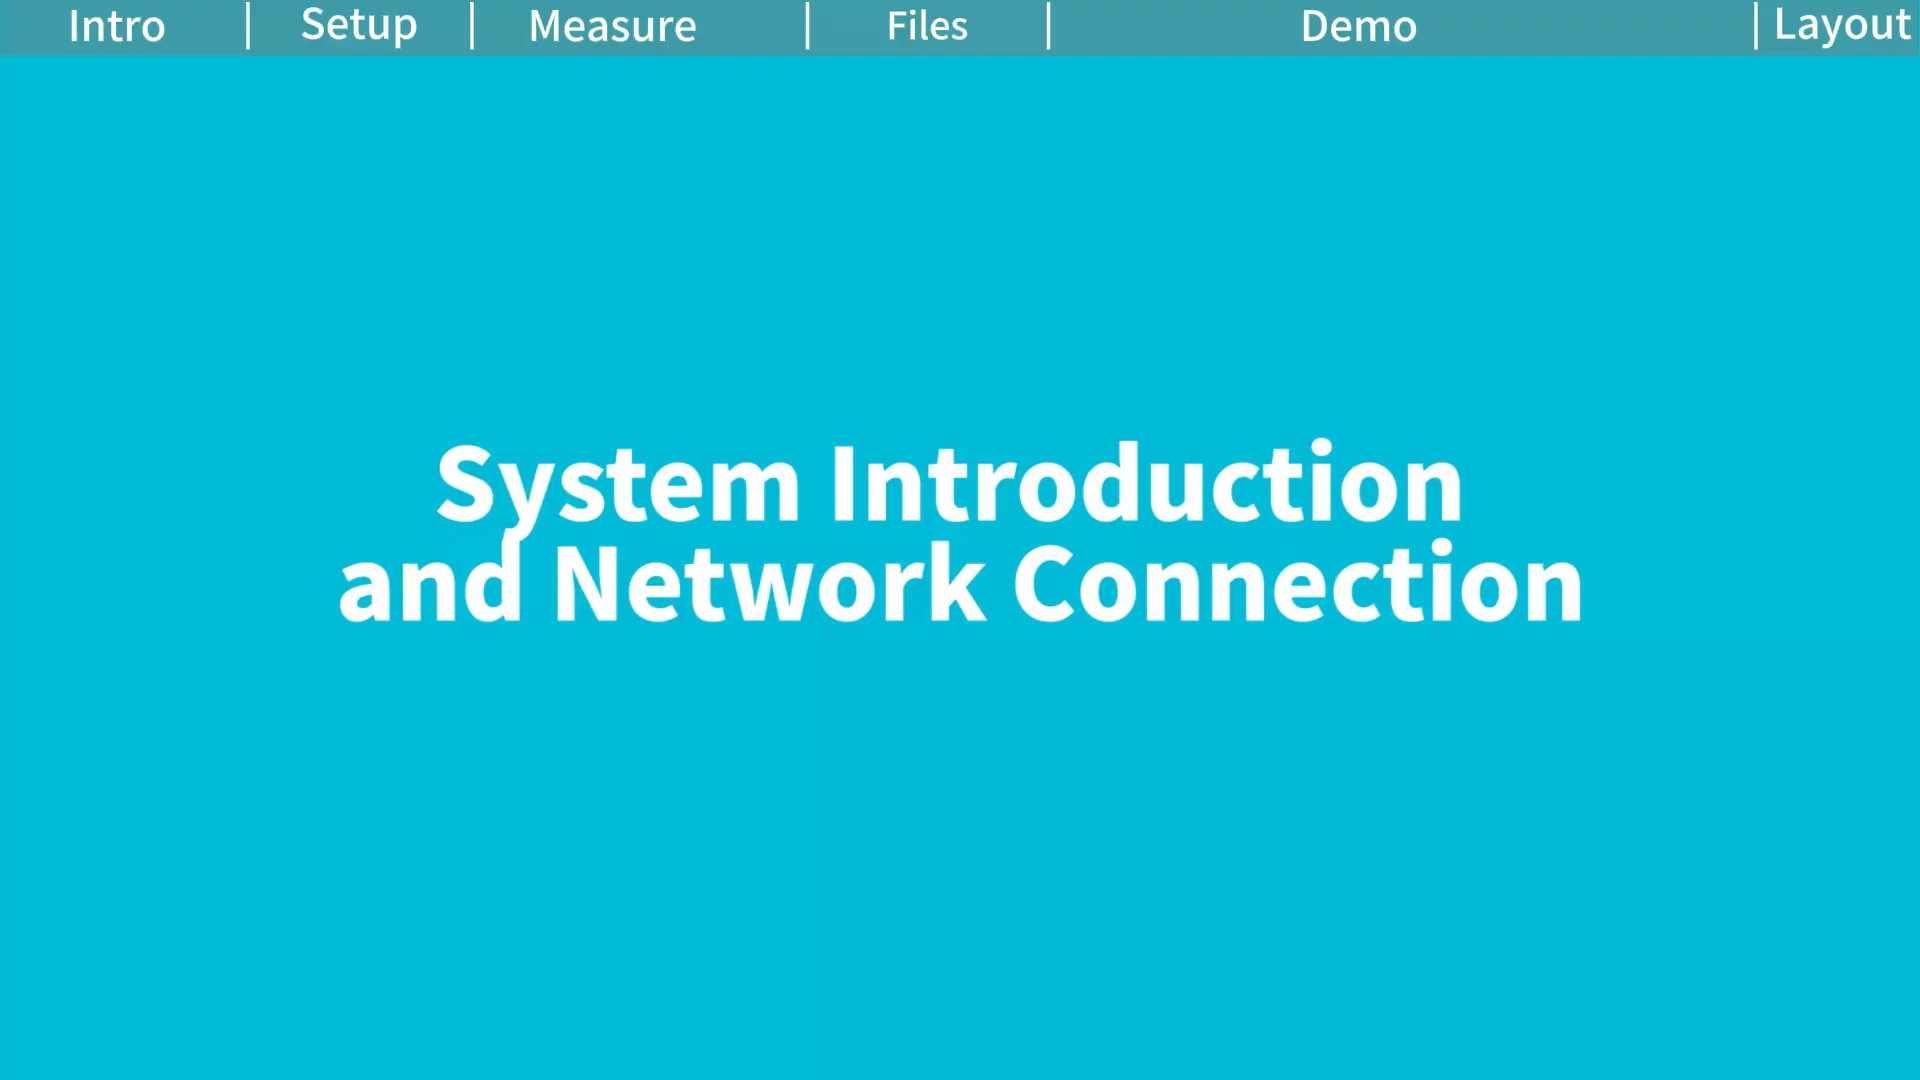 Intro | Setup | Measure | Files | Demo | Layout
System Introduction
and Network Connection